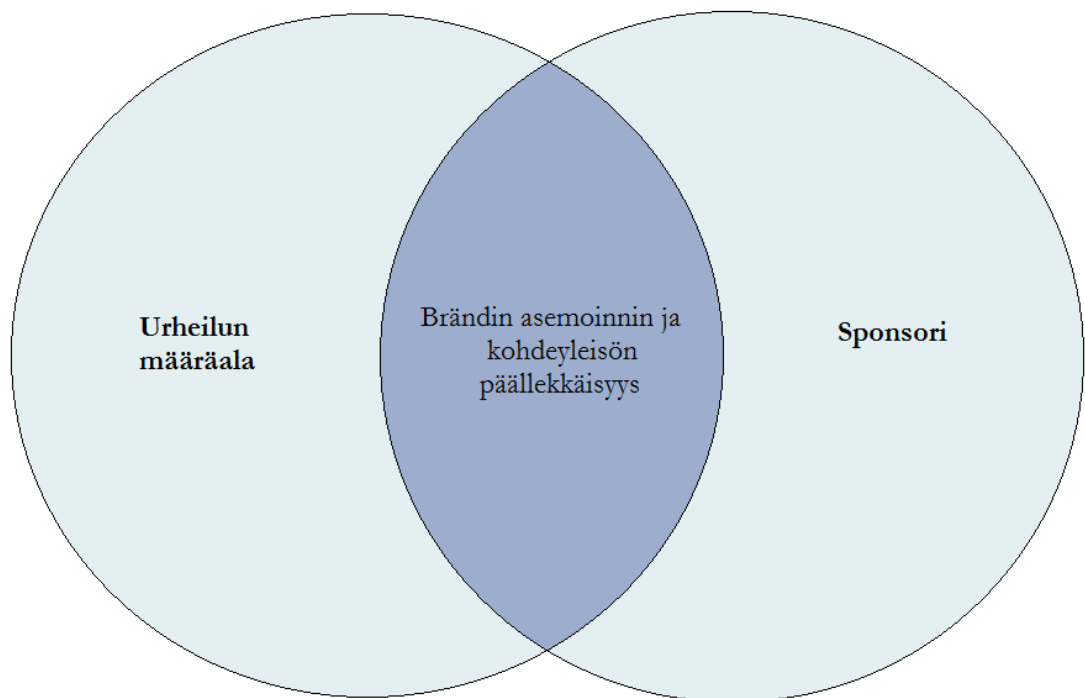 Urheilun
määräala
Brändin asemoinnin ja
kohdeyleisön
päällekkäisyys
Sponsori